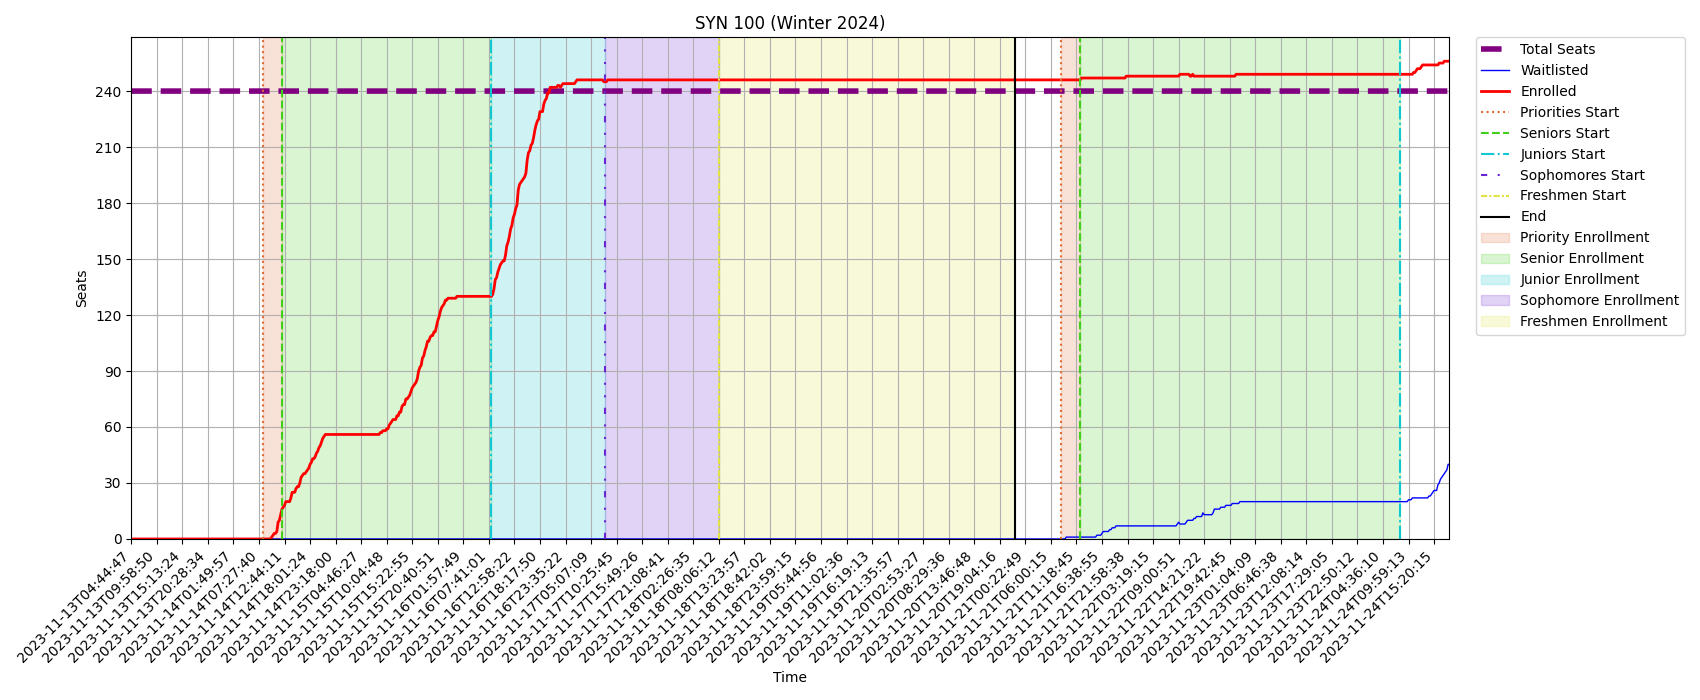 SYN 100 (Winter 2024)
Seats
240
210
180
150
120
90
60
30
0
2023-11-13T04:44:47
2023-11-13T09:58:50
2023-11-13T15:13:24
2023-11-13T20:28:34
2023-11-14T01:49:57
2023-11-14T07:27:40
2023-11-14T12:44:11
2023-11-14T18:01:24
2023-11-14T23:18:00
2023-11-15T04:46:27
2023-11-15T10:04:48
2023-11-15T15:22:55
2023-11-15T20:40:51
2023-11-16T01:57:49
2023-11-16T07:41:01
2023-11-16T12:58:22
2023-11-16T18:17:50
2023-11-16T23:35:22
2023-11-17T05:07:09
2023-11-17T10:25:45
2023-11-17T15:49:26
2023-11-17T21:08:41
2023-11-18T02:26:35
2023-11-18T08:06:12
2023-11-18T13:23:57
2023-11-18T18:42:02
2023-11-18T23:59:15
2023-11-19T05:44:56
2023-11-19T11:02:36
2023-11-19T16:19:13
2023-11-19T21:35:57
2023-11-20T02:53:27
2023-11-20T08:29:36
2023-11-20T13:46:48
2023-11-20T19:04:16
2023-11-21T00:22:49
2023-11-21T06:00:15
2023-11-21T11:18:45
2023-11-21T16:38:55
2023-11-21T21:58:38
2023-11-22T03:19:15
2023-11-22T09:00:51
2023-11-22T14:21:22
2023-11-22T19:42:45
2023-11-23T01:04:09
2023-11-23T06:46:38
2023-11-23T12:08:14
2023-11-23T17:29:05
2023-11-23T22:50:12
2023-11-24T04:36:10
2023-11-24T09:59:13
2023-11-24T15:20:15
Time
Total Seats
Waitlisted
Enrolled
Priorities Start
Seniors Start
Juniors Start
Sophomores Start
Freshmen Start
End
Priority Enrollment
Senior Enrollment
Junior Enrollment
Sophomore Enrollment
Freshmen Enrollment